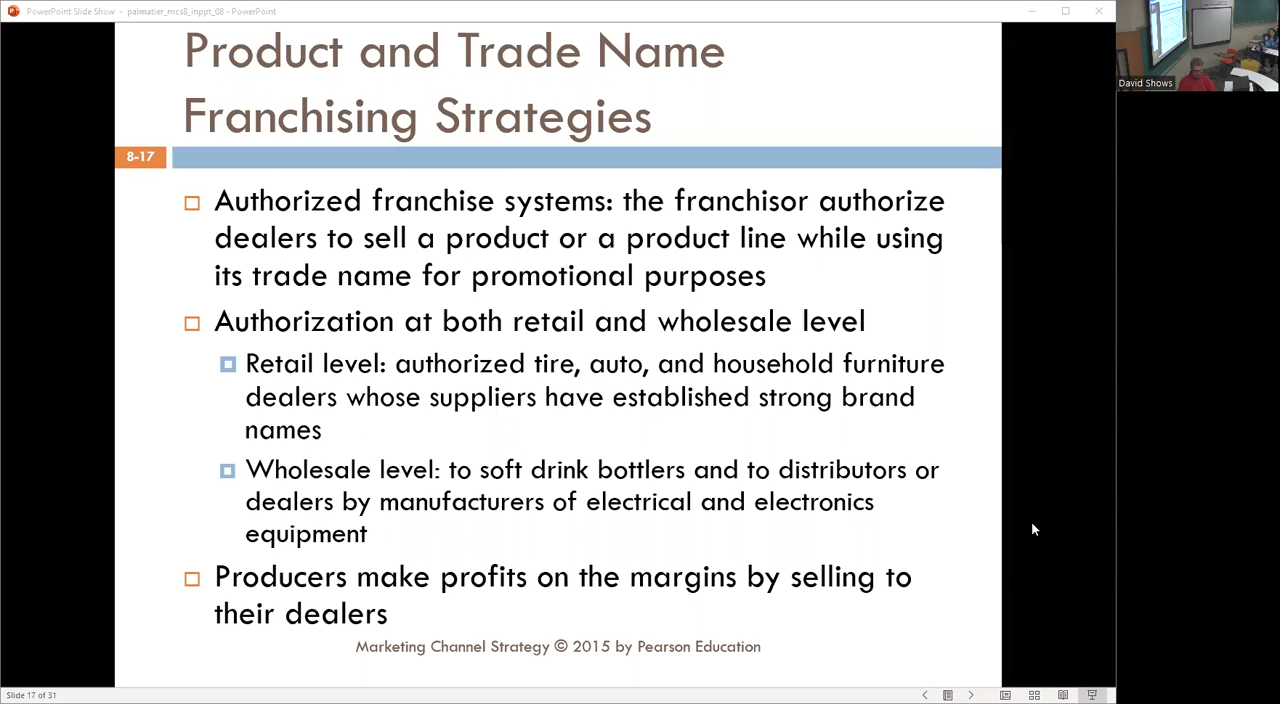 PowerPoint Slide Show - palmatier_mcs8_inppt_08 - PowerPoint
David Shows
Product and Trade Name
Franchising Strategies
8-17
Authorized franchise systems: the franchisor authorize
dealers to sell a product or a product line while using
its trade name for promotional purposes
Authorization at both retail and wholesale level
Retail level: authorized tire, auto, and household furniture
dealers whose suppliers have established strong brand
names
Wholesale level: to soft drink bottlers and to distributors or
dealers by manufacturers of electrical and electronics
equipment
Producers make profits on the margins by selling to
their dealers
Marketing Channel Strategy © 2015 by Pearson Education
Slide 17 of 31